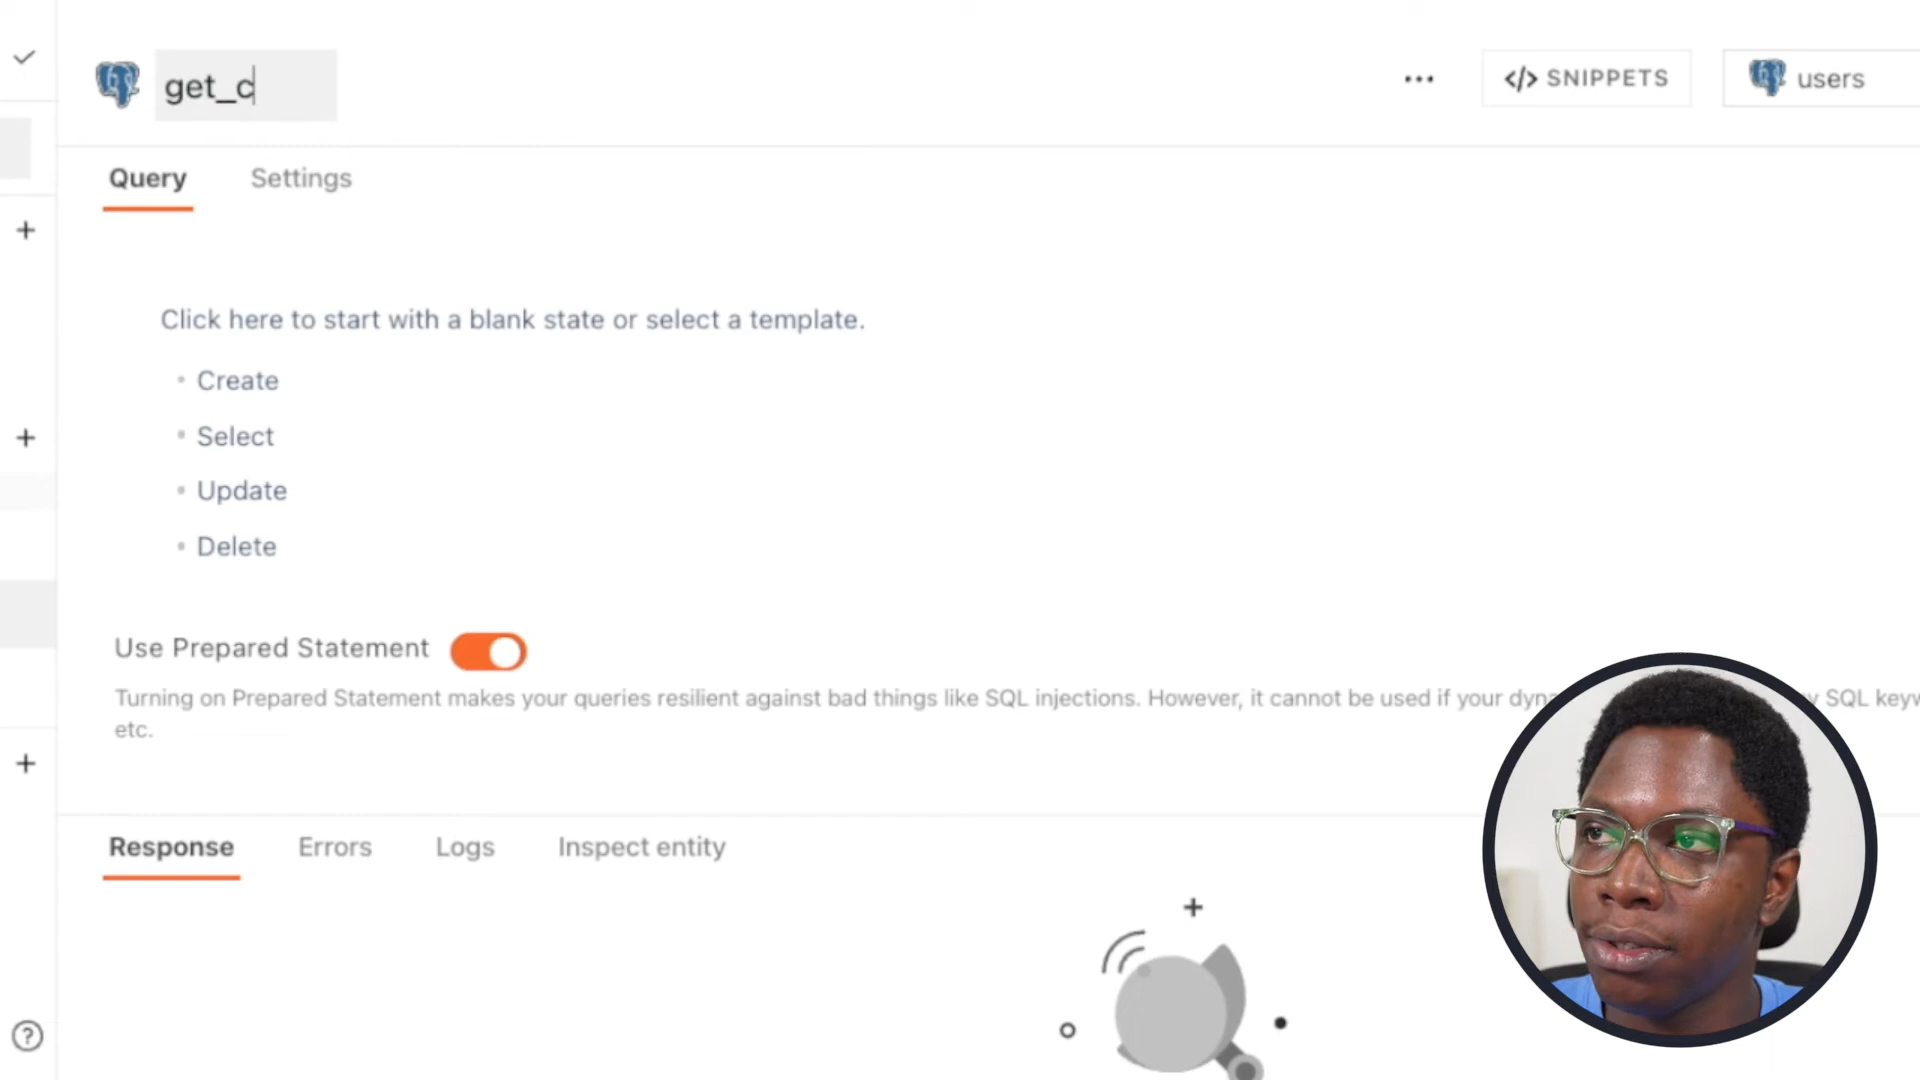 get_c
</> SNIPPETS
users
Query
Settings
Click here to start with a blank state or select a template.
Create
Select
Update
Delete
Use Prepared Statement
Turning on Prepared Statement makes your queries resilient against bad things like SQL injections. However, it cannot be used if your SQL
etc.
Response
Errors
Logs
Inspect entity